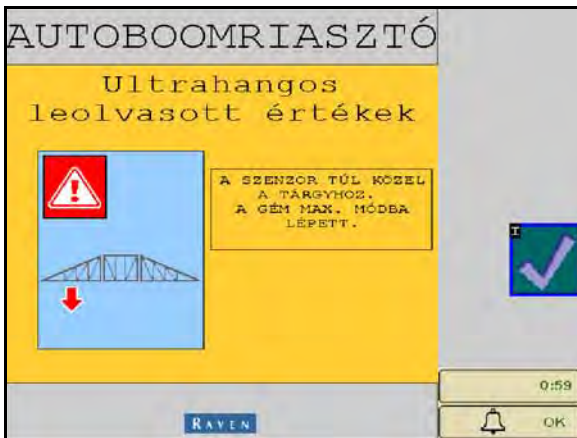 AUTOBOOMRIASZTÓ
Ultrahangos
leolvasott értékek
A SZENZOR TÚL KÖZEL
A TÁRGYHOZ.
A GÉM MAX. MÓDBA
LÉPETT.
I
0:59
OK
RAVEN